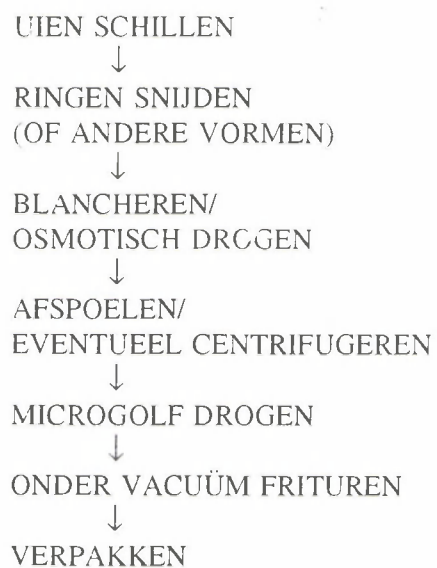 UIEN SCHILLEN
↓
RINGEN SNIJDEN
(OF ANDERE VORMEN)
↓
BLANCHEREN/
OSMOTISCH DROGEN
↓
AFSPOELEN/
EVENTUEEL CENTRIFUGEREN
↓
MICROGOLF DROGEN
↓
ONDER VACUÜM FRITUREN
↓
VERPAKKEN